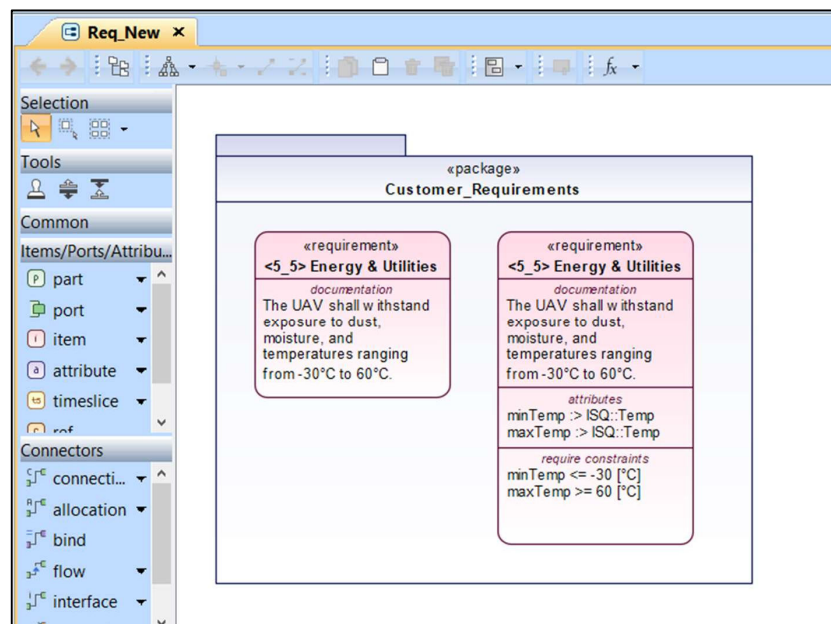 Req_New ×
fx
Selection
Tools
Common
Items/Ports/Attribu...
part
port
item
attribute
timeslice
ref
Connectors
connecti...
allocation
bind
flow
interface
«package»
Customer_Requirements
«requirement»
<5_5> Energy & Utilities
documentation
The UAV shall withstand
exposure to dust,
moisture, and
temperatures ranging
from -30°C to 60°C.
«requirement»
<5_5> Energy & Utilities
documentation
The UAV shall withstand
exposure to dust,
moisture, and
temperatures ranging
from -30°C to 60°C.
attributes
minTemp :> ISQ::Temp
maxTemp :> ISQ::Temp
require constraints
minTemp <= -30 [°C]
maxTemp >= 60 [°C]